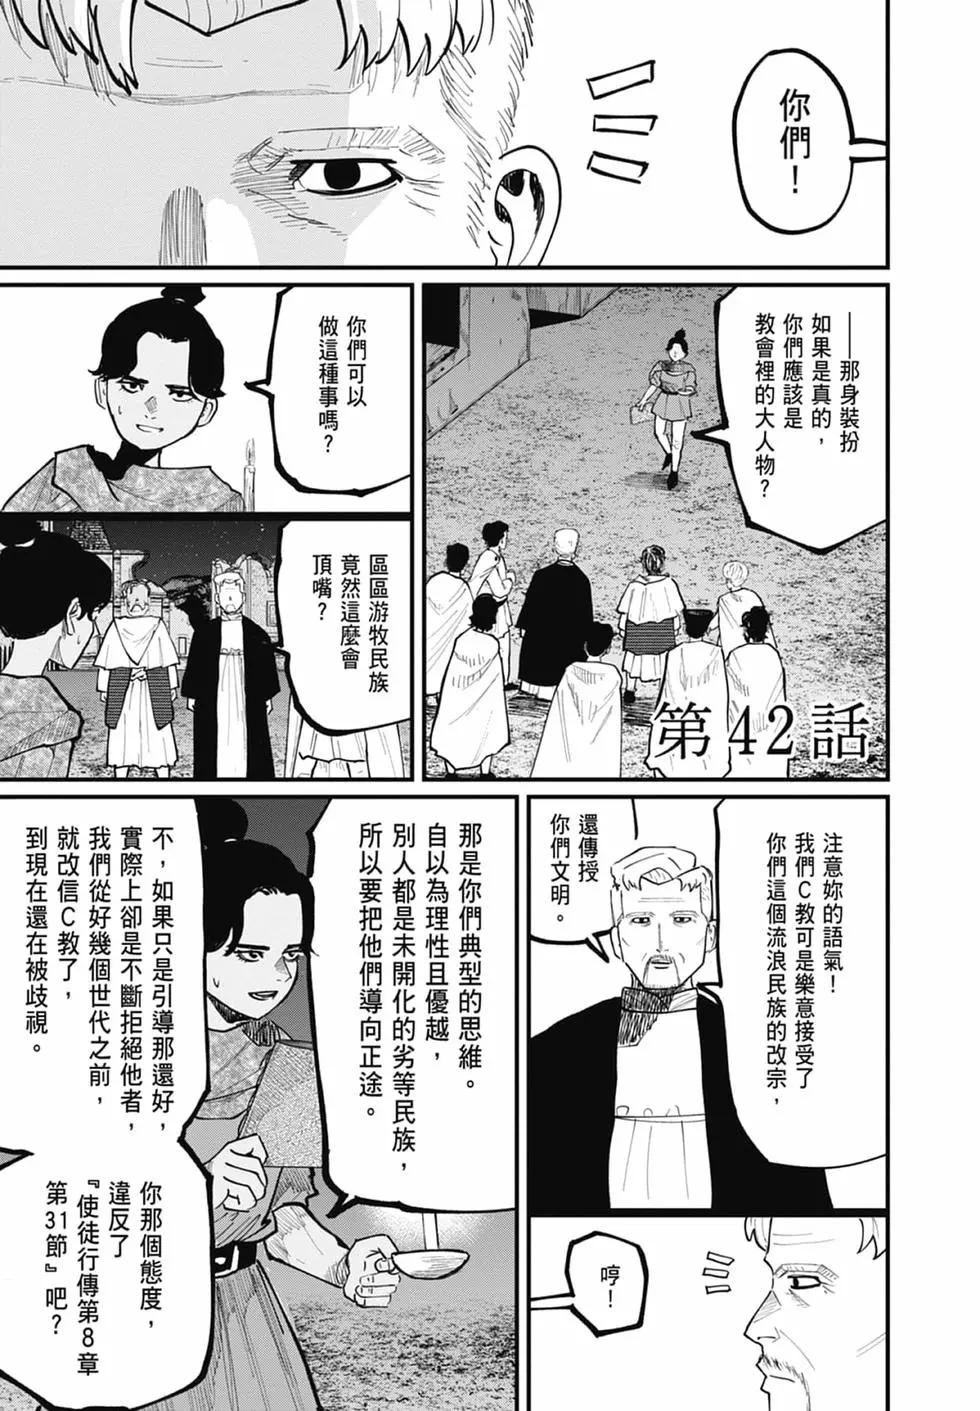 你們！
──那身裝扮
如果是真的，
你們應該是
教會裡的大人物？
第42話
你們可以
做這種事嗎？
區區游牧民族
竟然這麼會
頂嘴？
注意妳的語氣！
我們C教可是樂意接受了
你們這個流浪民族的改宗，
還傳授
你們文明。
哼！
那是你們典型的思維。
自以為理性且優越，
別人都是未開化的劣等民族，
所以要把他們導向正途。
不，如果只是引導那還好，
實際上卻是不斷拒絕他者，
我們從好幾個世代之前，
就改信C教了，
到現在還在被歧視。
你那個態度，
違反了
『使徒行傳第8章
第31節』吧？